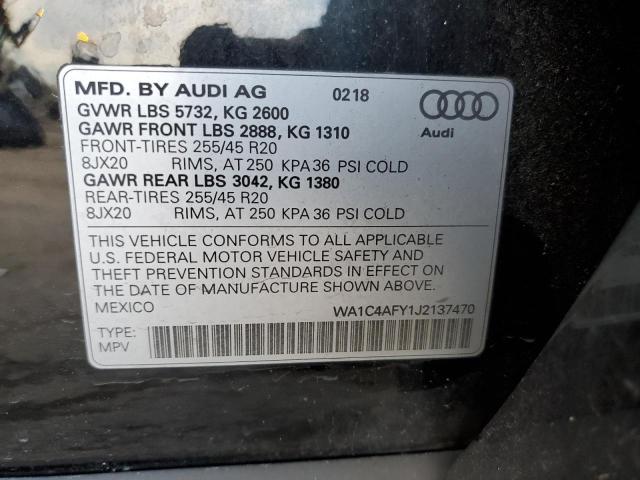 MFD. BY AUDI AG 0218
GVWR LBS 5732, KG 2600
GAWR FRONT LBS 2888, KG 1310
Audi
FRONT-TIRES 255/45 R20
8JX20 RIMS, AT 250 KPA 36 PSI COLD
GAWR REAR LBS 3042, KG 1380
REAR-TIRES 255/45 R20
8JX20 RIMS, AT 250 KPA 36 PSI COLD
THIS VEHICLE CONFORMS TO ALL APPLICABLE
U.S. FEDERAL MOTOR VEHICLE SAFETY AND
THEFT PREVENTION STANDARDS IN EFFECT ON
THE DATE OF MANUFACTURE SHOWN ABOVE.
MEXICO WA1C4AFY1J2137470
TYPE:
MPV